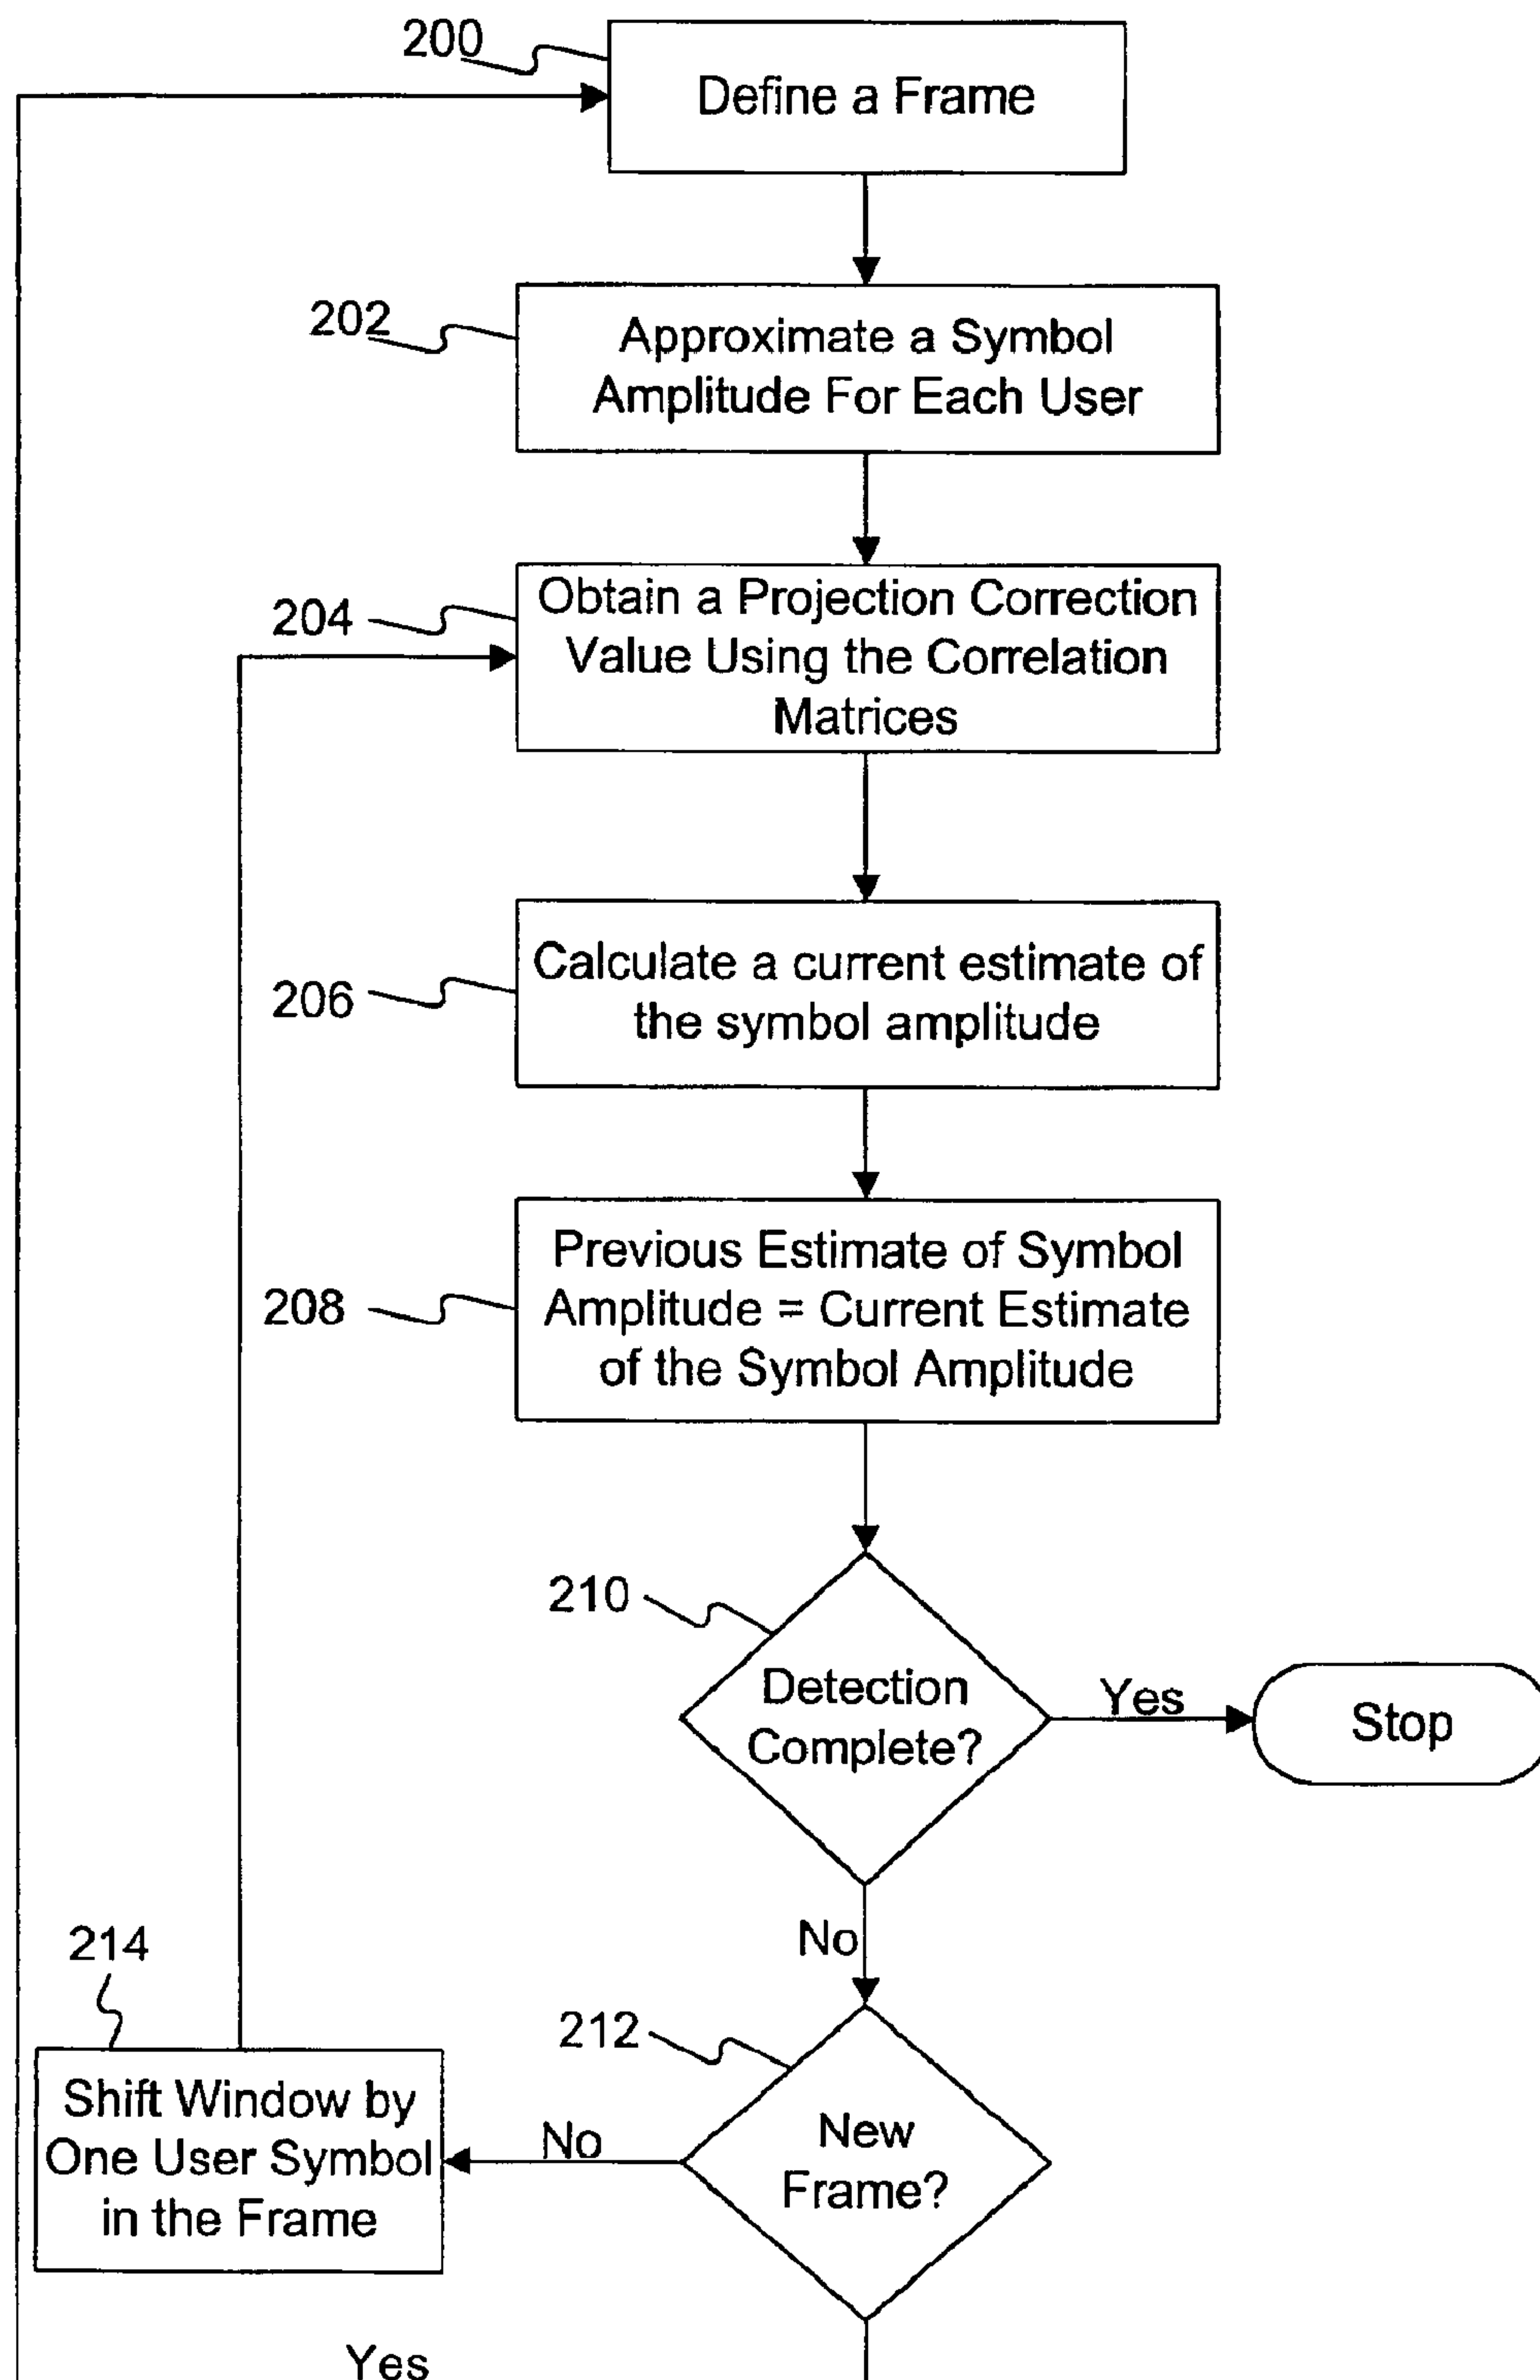 200
Define a Frame
202
Approximate a Symbol
Amplitude For Each User
204
Obtain a Projection Correction
Value Using the Correlation
Matrices
206
Calculate a current estimate of
the symbol amplitude
208
Previous Estimate of Symbol
Amplitude = Current Estimate
of the Symbol Amplitude
210
Detection
Complete?
Yes
Stop
No
214
212
Shift Window by
One User Symbol
in the Frame
No
New
Frame?
Yes